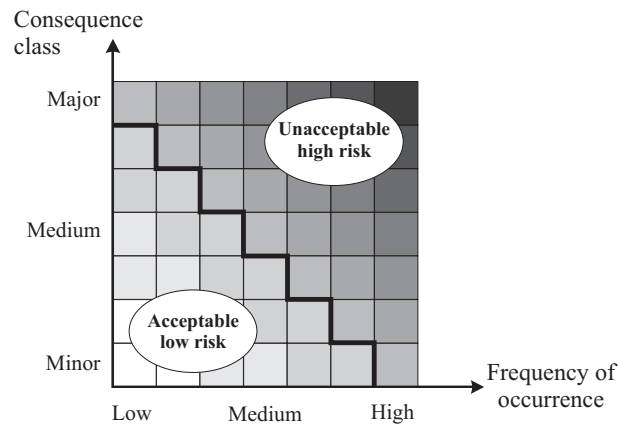 Consequence
class
Major
Unacceptable
high risk
Medium
Acceptable
low risk
Minor
Frequency of
occurrence
Low
Medium
High